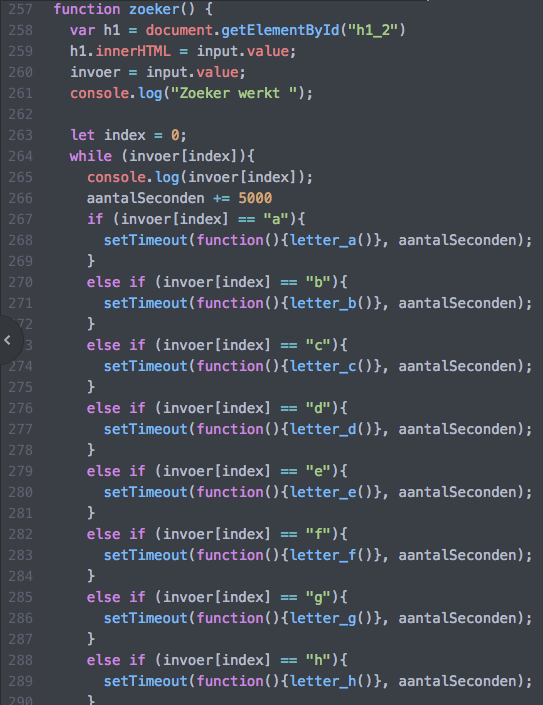 257 function zoeker() {
258 var h1 = document.getElementById("h1_2")
259 h1.innerHTML = input.value;
260 invoer = input.value;
261 console.log("Zoeker werkt ");
262
263 let index = 0;
264 while (invoer[index]){
265 console.log(invoer[index]);
266 aantalSeconden += 5000
267 if (invoer[index] == "a"){
268 setTimeout(function(){letter_a()}, aantalSeconden);
269 }
270 else if (invoer[index] == "b"){
271 setTimeout(function(){letter_b()}, aantalSeconden);
72 }
3 else if (invoer[index] == "c"){
274 setTimeout(function(){letter_c()}, aantalSeconden);
275 }
276 else if (invoer[index] == "d"){
277 setTimeout(function(){letter_d()}, aantalSeconden);
278 }
279 else if (invoer[index] == "e"){
280 setTimeout(function(){letter_e()}, aantalSeconden);
281 }
282 else if (invoer[index] == "f"){
283 setTimeout(function(){letter_f()}, aantalSeconden);
284 }
285 else if (invoer[index] == "g"){
286 setTimeout(function(){letter_g()}, aantalSeconden);
287 }
288 else if (invoer[index] == "h"){
289 setTimeout(function(){letter_h()}, aantalSeconden);
290 }